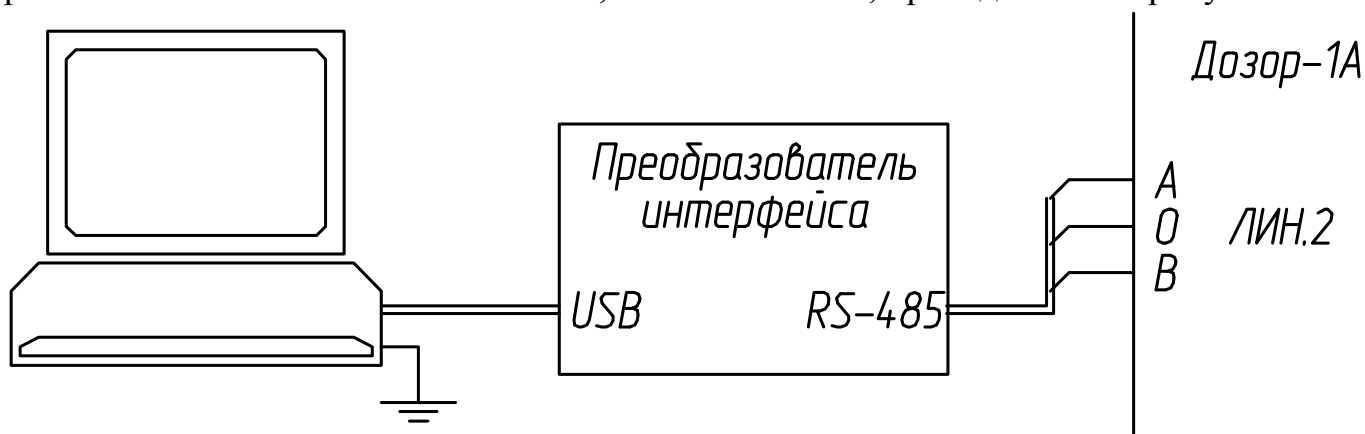 Дозор-1А
Преобразователь
интерфейса
USB
RS-485
А
0
В
ЛИН.2